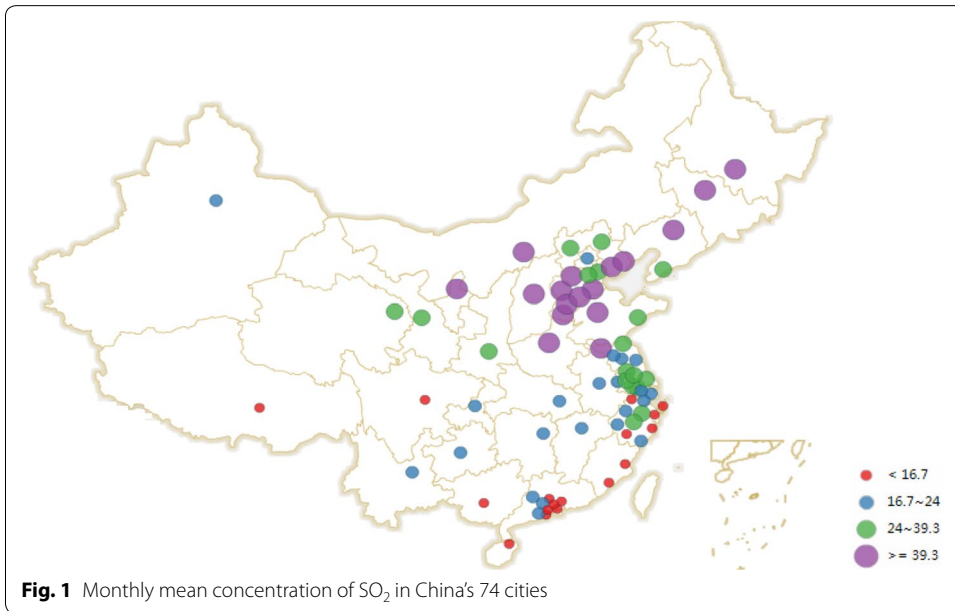 < 16.7
16.7~24
24~39.3
>= 39.3
Fig. 1 Monthly mean concentration of SO₂ in China's 74 cities